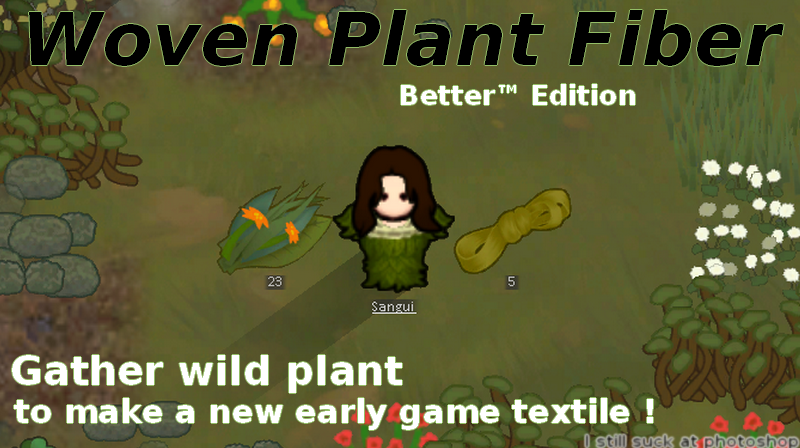 Woven Plant Fiber
Better™ Edition
23
5
Sangui
Gather wild plant
to make a new early game textile !
I still suck at photoshop